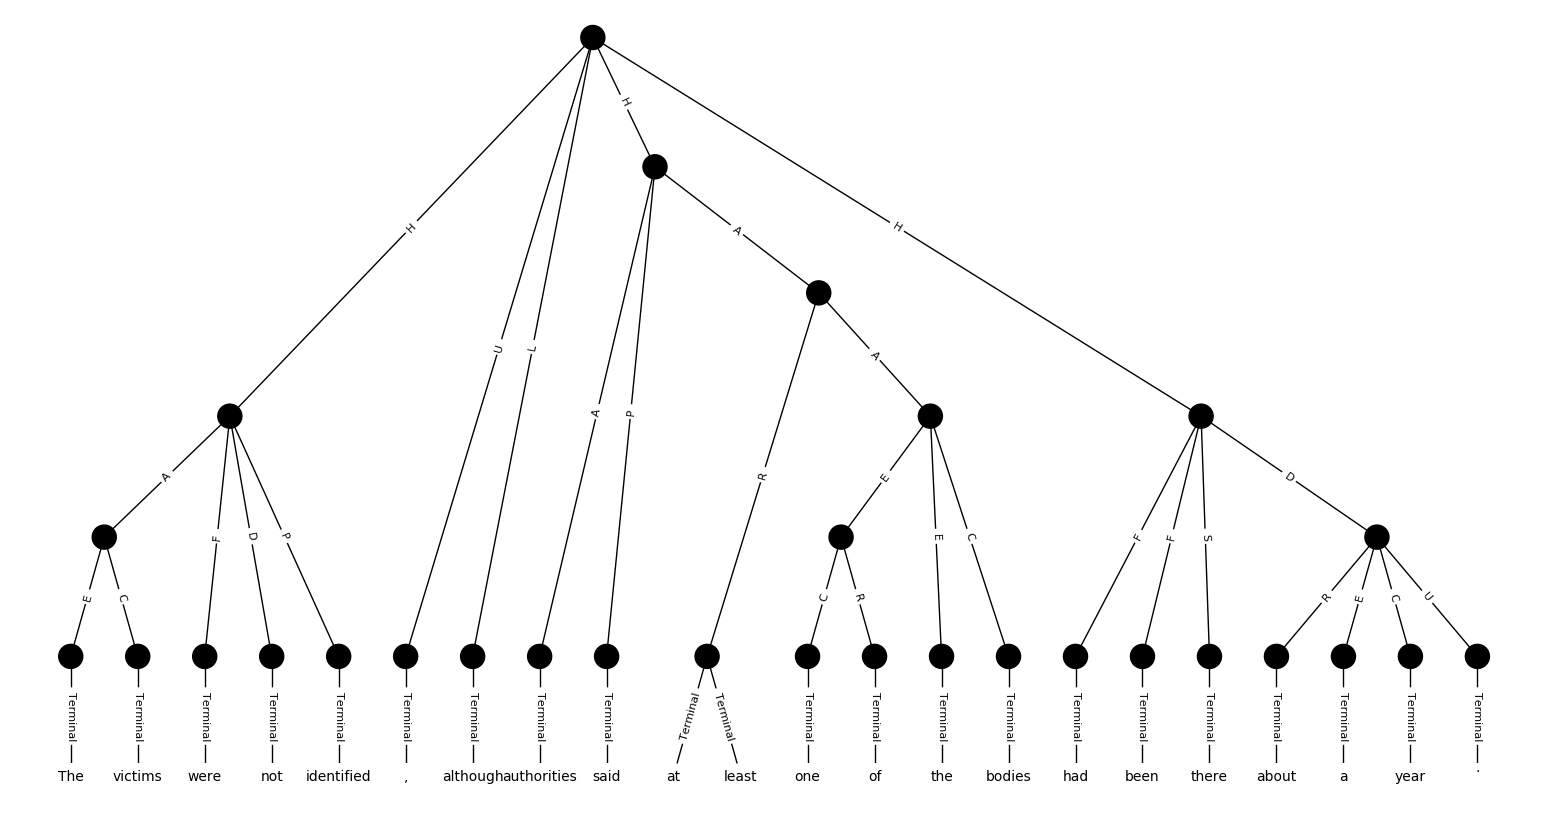 H
H
A
H
U
L
A
A
P
A
R
E
E
C
F
F
S
D
E
C
F
D
P
C
R
R
E
C
U
Terminal Terminal Terminal Terminal Terminal Terminal Terminal Terminal Terminal Terminal Terminal Terminal Terminal Terminal Terminal Terminal Terminal Terminal Terminal Terminal Terminal Terminal
The victims were not identified , although authorities said at least one of the bodies had been there about a year .